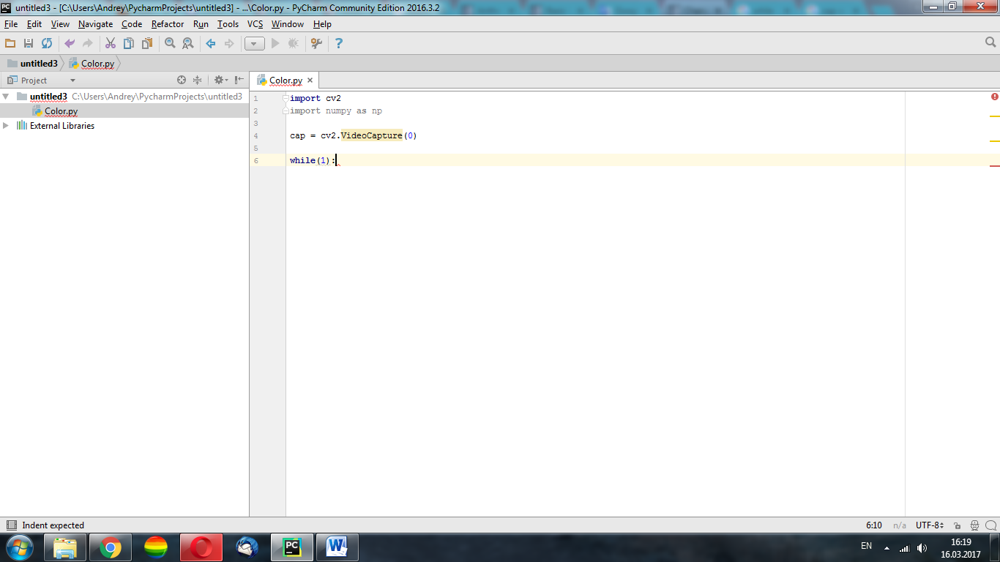 untitled3 - [C:\Users\Andrey\PycharmProjects\untitled3] - ...\Color.py - PyCharm Community Edition 2016.3.2
File Edit View Navigate Code Refactor Run Tools VCS Window Help
untitled3 Color.py
Project
Color.py
untitled3 C:\Users\Andrey\PycharmProjects\untitled3
Color.py
External Libraries
1 import cv2
2 import numpy as np
3
4 cap = cv2.VideoCapture(0)
5
6 while(1):
Indent expected
6:10 n/a UTF-8
PC
W
EN
16:19
16.03.2017